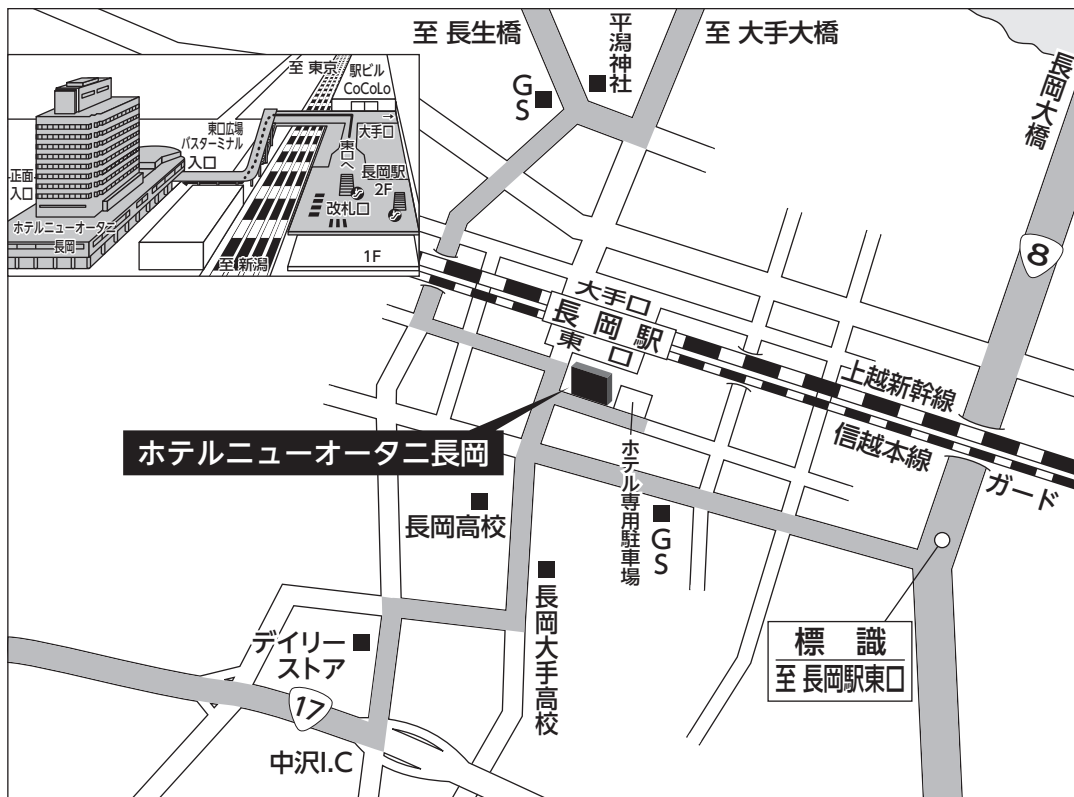 至 長生橋
平潟神社
至 大手大橋
GS
長岡大橋
8
至 東京
駅ビル
CoCoLo
大手口
東口広場
バスターミナル
入口
東口へ
長岡駅
2F
改札口
正面
入口
ホテルニューオータニ
長岡
至 新潟
1F
大手口
長岡駅
東口
上越新幹線
信越本線
ガード
ホテルニューオータニ長岡
ホテル専用駐車場
GS
長岡高校
長岡大手高校
デイリー
ストア
標 識
至 長岡駅東口
17
中沢I.C